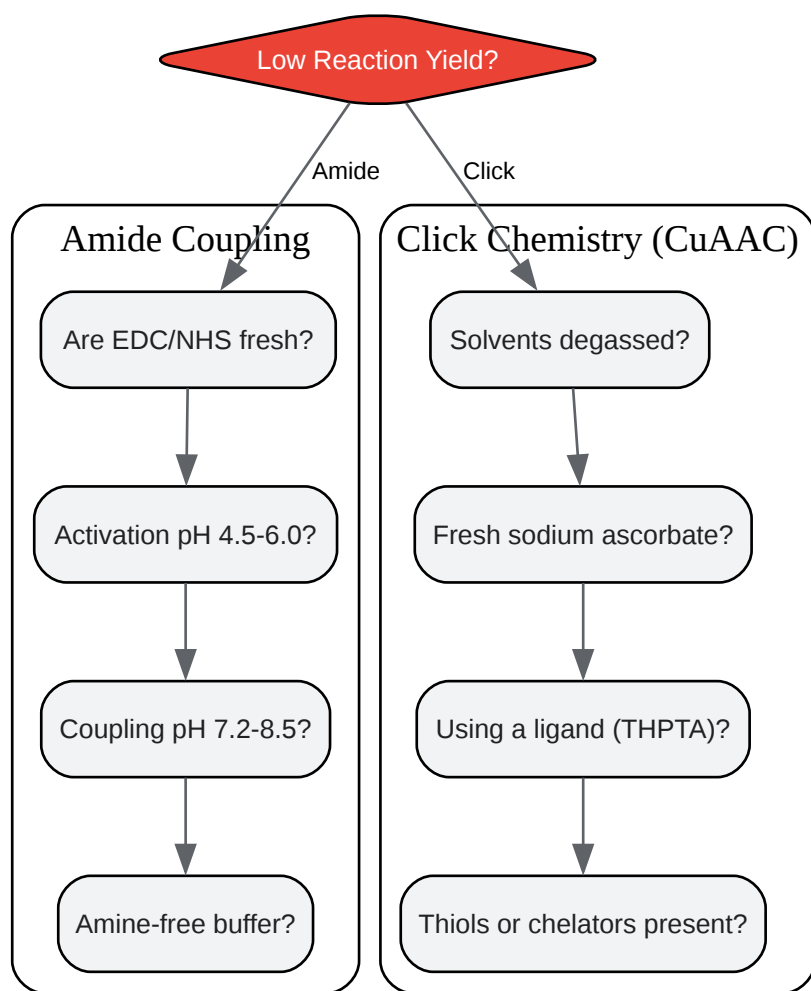 Low Reaction Yield?
Amide
Click
Amide Coupling
Are EDC/NHS fresh?
Activation pH 4.5-6.0?
Coupling pH 7.2-8.5?
Amine-free buffer?
Click Chemistry (CuAAC)
Solvents degassed?
Fresh sodium ascorbate?
Using a ligand (THPTA)?
Thiols or chelators present?